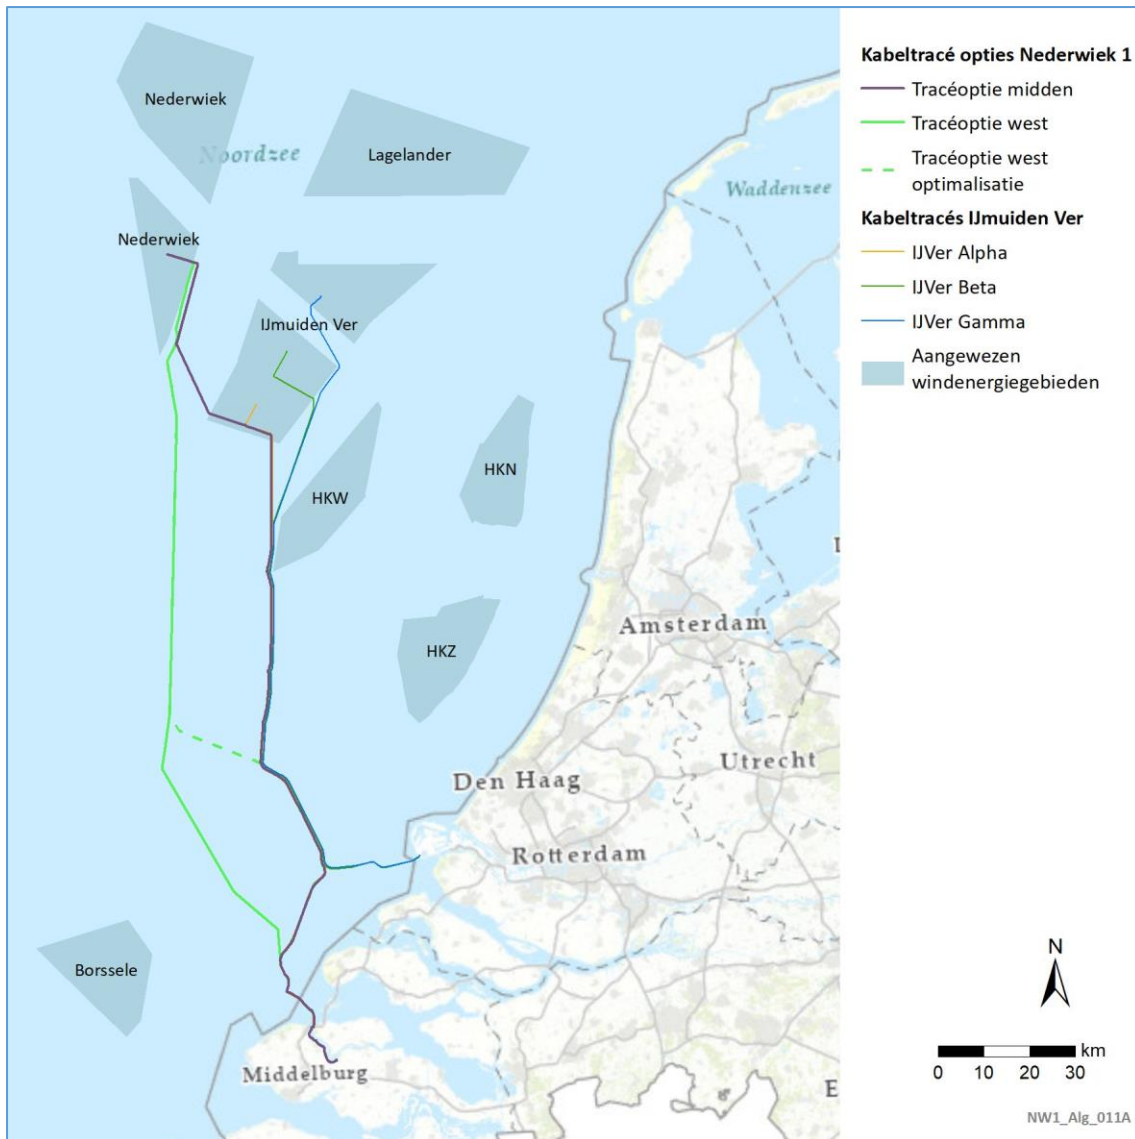 Nederwiek
Noordzee
Lagelander
Waddenzee
Nederwiek
IJmuiden Ver
HKW
HKN
HKZ
Amsterdam
Utrecht
Den Haag
Rotterdam
Borssele
Middelburg
E
Kabeltracé opties Nederwiek 1
Tracéoptie midden
Tracéoptie west
Tracéoptie west
optimalisatie
Kabeltracés IJmuiden Ver
IJVer Alpha
IJVer Beta
IJVer Gamma
Aangewezen
windenergiegebieden
N
km
0 10 20 30
NW1_Alg_011A